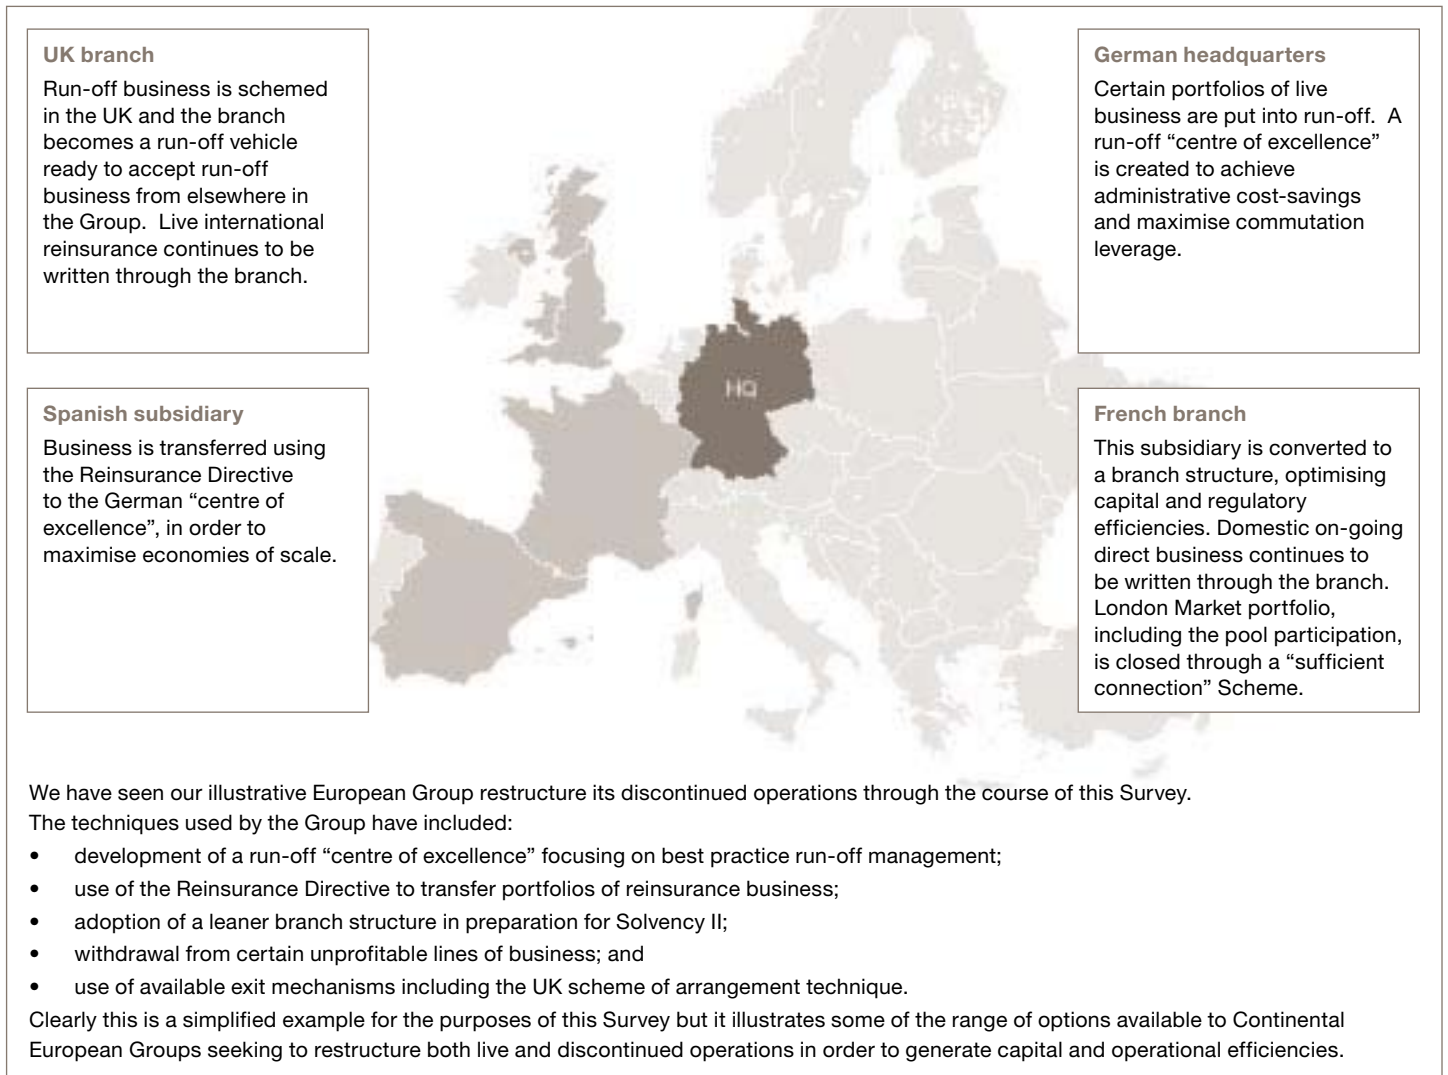 UK branch
Run-off business is schemed
in the UK and the branch
becomes a run-off vehicle
ready to accept run-off
business from elsewhere in
the Group.  Live international
reinsurance continues to be
written through the branch.
German headquarters
Certain portfolios of live
business are put into run-off.  A
run-off “centre of excellence”
is created to achieve
administrative cost-savings
and maximise commutation
leverage.
HQ
Spanish subsidiary
Business is transferred using
the Reinsurance Directive
to the German “centre of
excellence”, in order to
maximise economies of scale.
French branch
This subsidiary is converted to
a branch structure, optimising
capital and regulatory
efficiencies. Domestic on-going
direct business continues to
be written through the branch.
London Market portfolio,
including the pool participation,
is closed through a “sufficient
connection” Scheme.
We have seen our illustrative European Group restructure its discontinued operations through the course of this Survey.
The techniques used by the Group have included:
• development of a run-off “centre of excellence” focusing on best practice run-off management;
• use of the Reinsurance Directive to transfer portfolios of reinsurance business;
• adoption of a leaner branch structure in preparation for Solvency II;
• withdrawal from certain unprofitable lines of business; and
• use of available exit mechanisms including the UK scheme of arrangement technique.
Clearly this is a simplified example for the purposes of this Survey but it illustrates some of the range of options available to Continental
European Groups seeking to restructure both live and discontinued operations in order to generate capital and operational efficiencies.